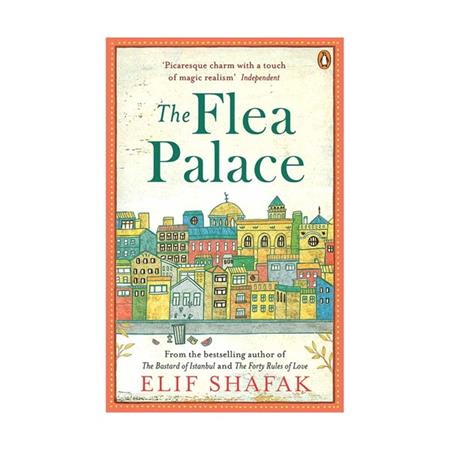 'Picaresque charm with a touch
of magic realism' Independent
The Flea
Palace
From the bestselling author of
The Bastard of Istanbul and The Forty Rules of Love
ELIF SHAFAK